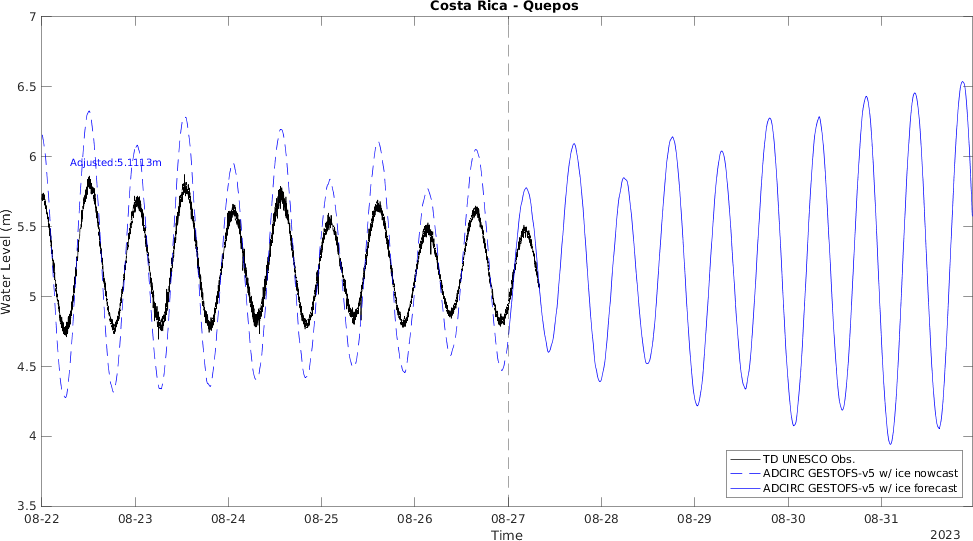 Costa Rica - Quepos
7
6.5
6
5.5
5
4.5
4
3.5
Water Level (m)
Adjusted:5.1113m
TD UNESCO Obs.
ADCIRC GESTOFS-v5 w/ ice nowcast
ADCIRC GESTOFS-v5 w/ ice forecast
08-22 08-23 08-24 08-25 08-26 08-27 08-28 08-29 08-30 08-31
Time
2023